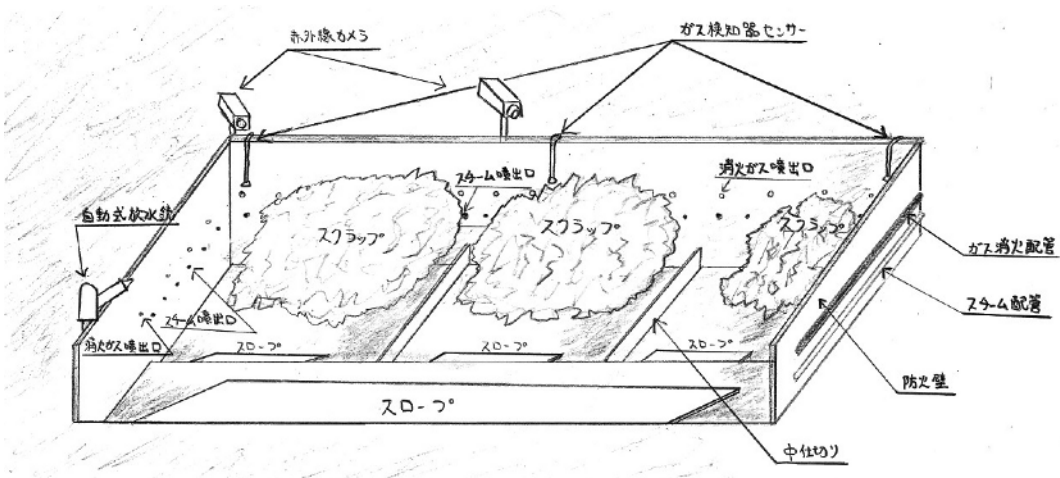 赤外線カメラ
ガス検知器センサー
スチーム噴出口
消火ガス噴出口
自動式放水銃
スクラップ
スクラップ
スクラップ
ガス消火配管
スチーム配管
スチーム噴出口
消火ガス噴出口
スロープ
スロープ
スロープ
防火壁
スロープ
中仕切り